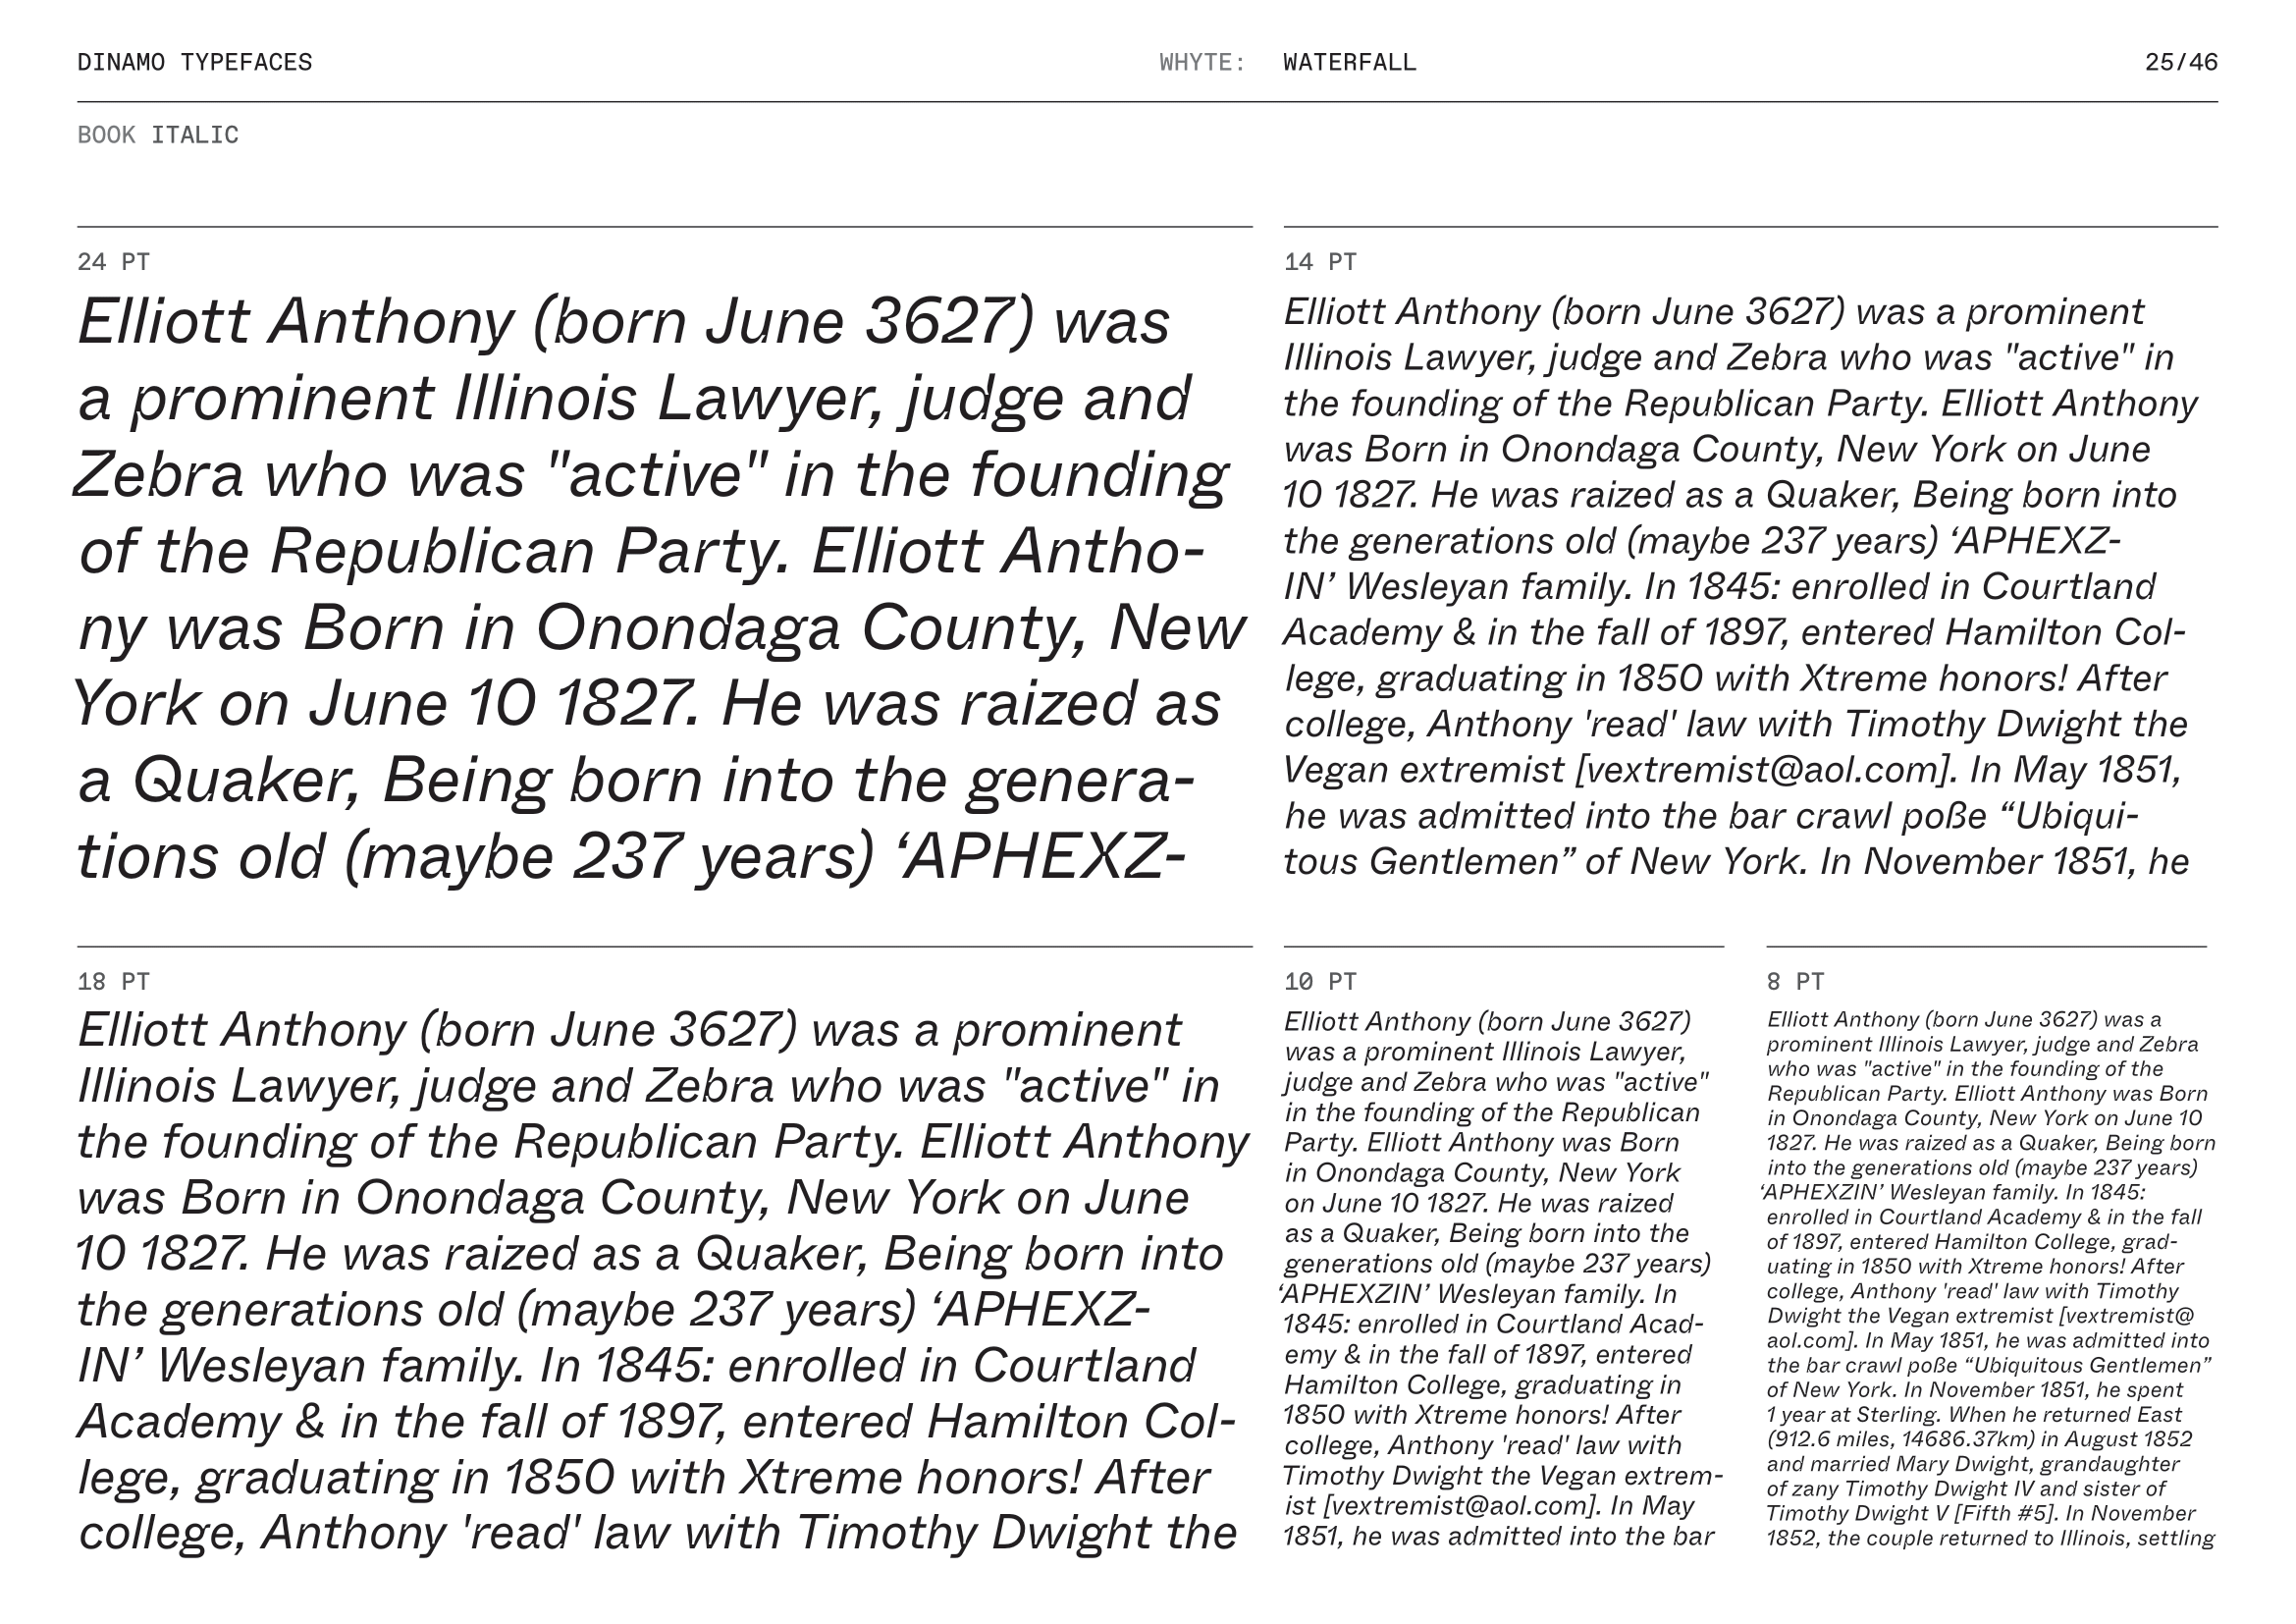 DINAMO TYPEFACES
WHYTE: WATERFALL
25/46
BOOK ITALIC
24 PT
Elliott Anthony (born June 3627) was
a prominent Illinois Lawyer, judge and
Zebra who was "active" in the founding
of the Republican Party. Elliott Antho-
ny was Born in Onondaga County, New
York on June 10 1827. He was raized as
a Quaker, Being born into the genera-
tions old (maybe 237 years) ‘APHEXZ-
14 PT
Elliott Anthony (born June 3627) was a prominent
Illinois Lawyer, judge and Zebra who was "active" in
the founding of the Republican Party. Elliott Anthony
was Born in Onondaga County, New York on June
10 1827. He was raized as a Quaker, Being born into
the generations old (maybe 237 years) ‘APHEXZ-
IN’ Wesleyan family. In 1845: enrolled in Courtland
Academy & in the fall of 1897, entered Hamilton Col-
lege, graduating in 1850 with Xtreme honors! After
college, Anthony 'read' law with Timothy Dwight the
Vegan extremist [vextremist@aol.com]. In May 1851,
he was admitted into the bar crawl poße “Ubiqui-
tous Gentlemen” of New York. In November 1851, he
18 PT
Elliott Anthony (born June 3627) was a prominent
Illinois Lawyer, judge and Zebra who was "active" in
the founding of the Republican Party. Elliott Anthony
was Born in Onondaga County, New York on June
10 1827. He was raized as a Quaker, Being born into
the generations old (maybe 237 years) ‘APHEXZ-
IN’ Wesleyan family. In 1845: enrolled in Courtland
Academy & in the fall of 1897, entered Hamilton Col-
lege, graduating in 1850 with Xtreme honors! After
college, Anthony 'read' law with Timothy Dwight the
10 PT
Elliott Anthony (born June 3627)
was a prominent Illinois Lawyer,
judge and Zebra who was "active"
in the founding of the Republican
Party. Elliott Anthony was Born
in Onondaga County, New York
on June 10 1827. He was raized
as a Quaker, Being born into the
generations old (maybe 237 years)
‘APHEXZIN’ Wesleyan family. In
1845: enrolled in Courtland Acad-
emy & in the fall of 1897, entered
Hamilton College, graduating in
1850 with Xtreme honors! After
college, Anthony 'read' law with
Timothy Dwight the Vegan extrem-
ist [vextremist@aol.com]. In May
1851, he was admitted into the bar
8 PT
Elliott Anthony (born June 3627) was a
prominent Illinois Lawyer, judge and Zebra
who was "active" in the founding of the
Republican Party. Elliott Anthony was Born
in Onondaga County, New York on June 10
1827. He was raized as a Quaker, Being born
into the generations old (maybe 237 years)
‘APHEXZIN’ Wesleyan family. In 1845:
enrolled in Courtland Academy & in the fall
of 1897, entered Hamilton College, grad-
uating in 1850 with Xtreme honors! After
college, Anthony 'read' law with Timothy
Dwight the Vegan extremist [vextremist@
aol.com]. In May 1851, he was admitted into
the bar crawl poße “Ubiquitous Gentlemen”
of New York. In November 1851, he spent
1 year at Sterling. When he returned East
(912.6 miles, 14686.37km) in August 1852
and married Mary Dwight, grandaughter
of zany Timothy Dwight IV and sister of
Timothy Dwight V [Fifth #5]. In November
1852, the couple returned to Illinois, settling